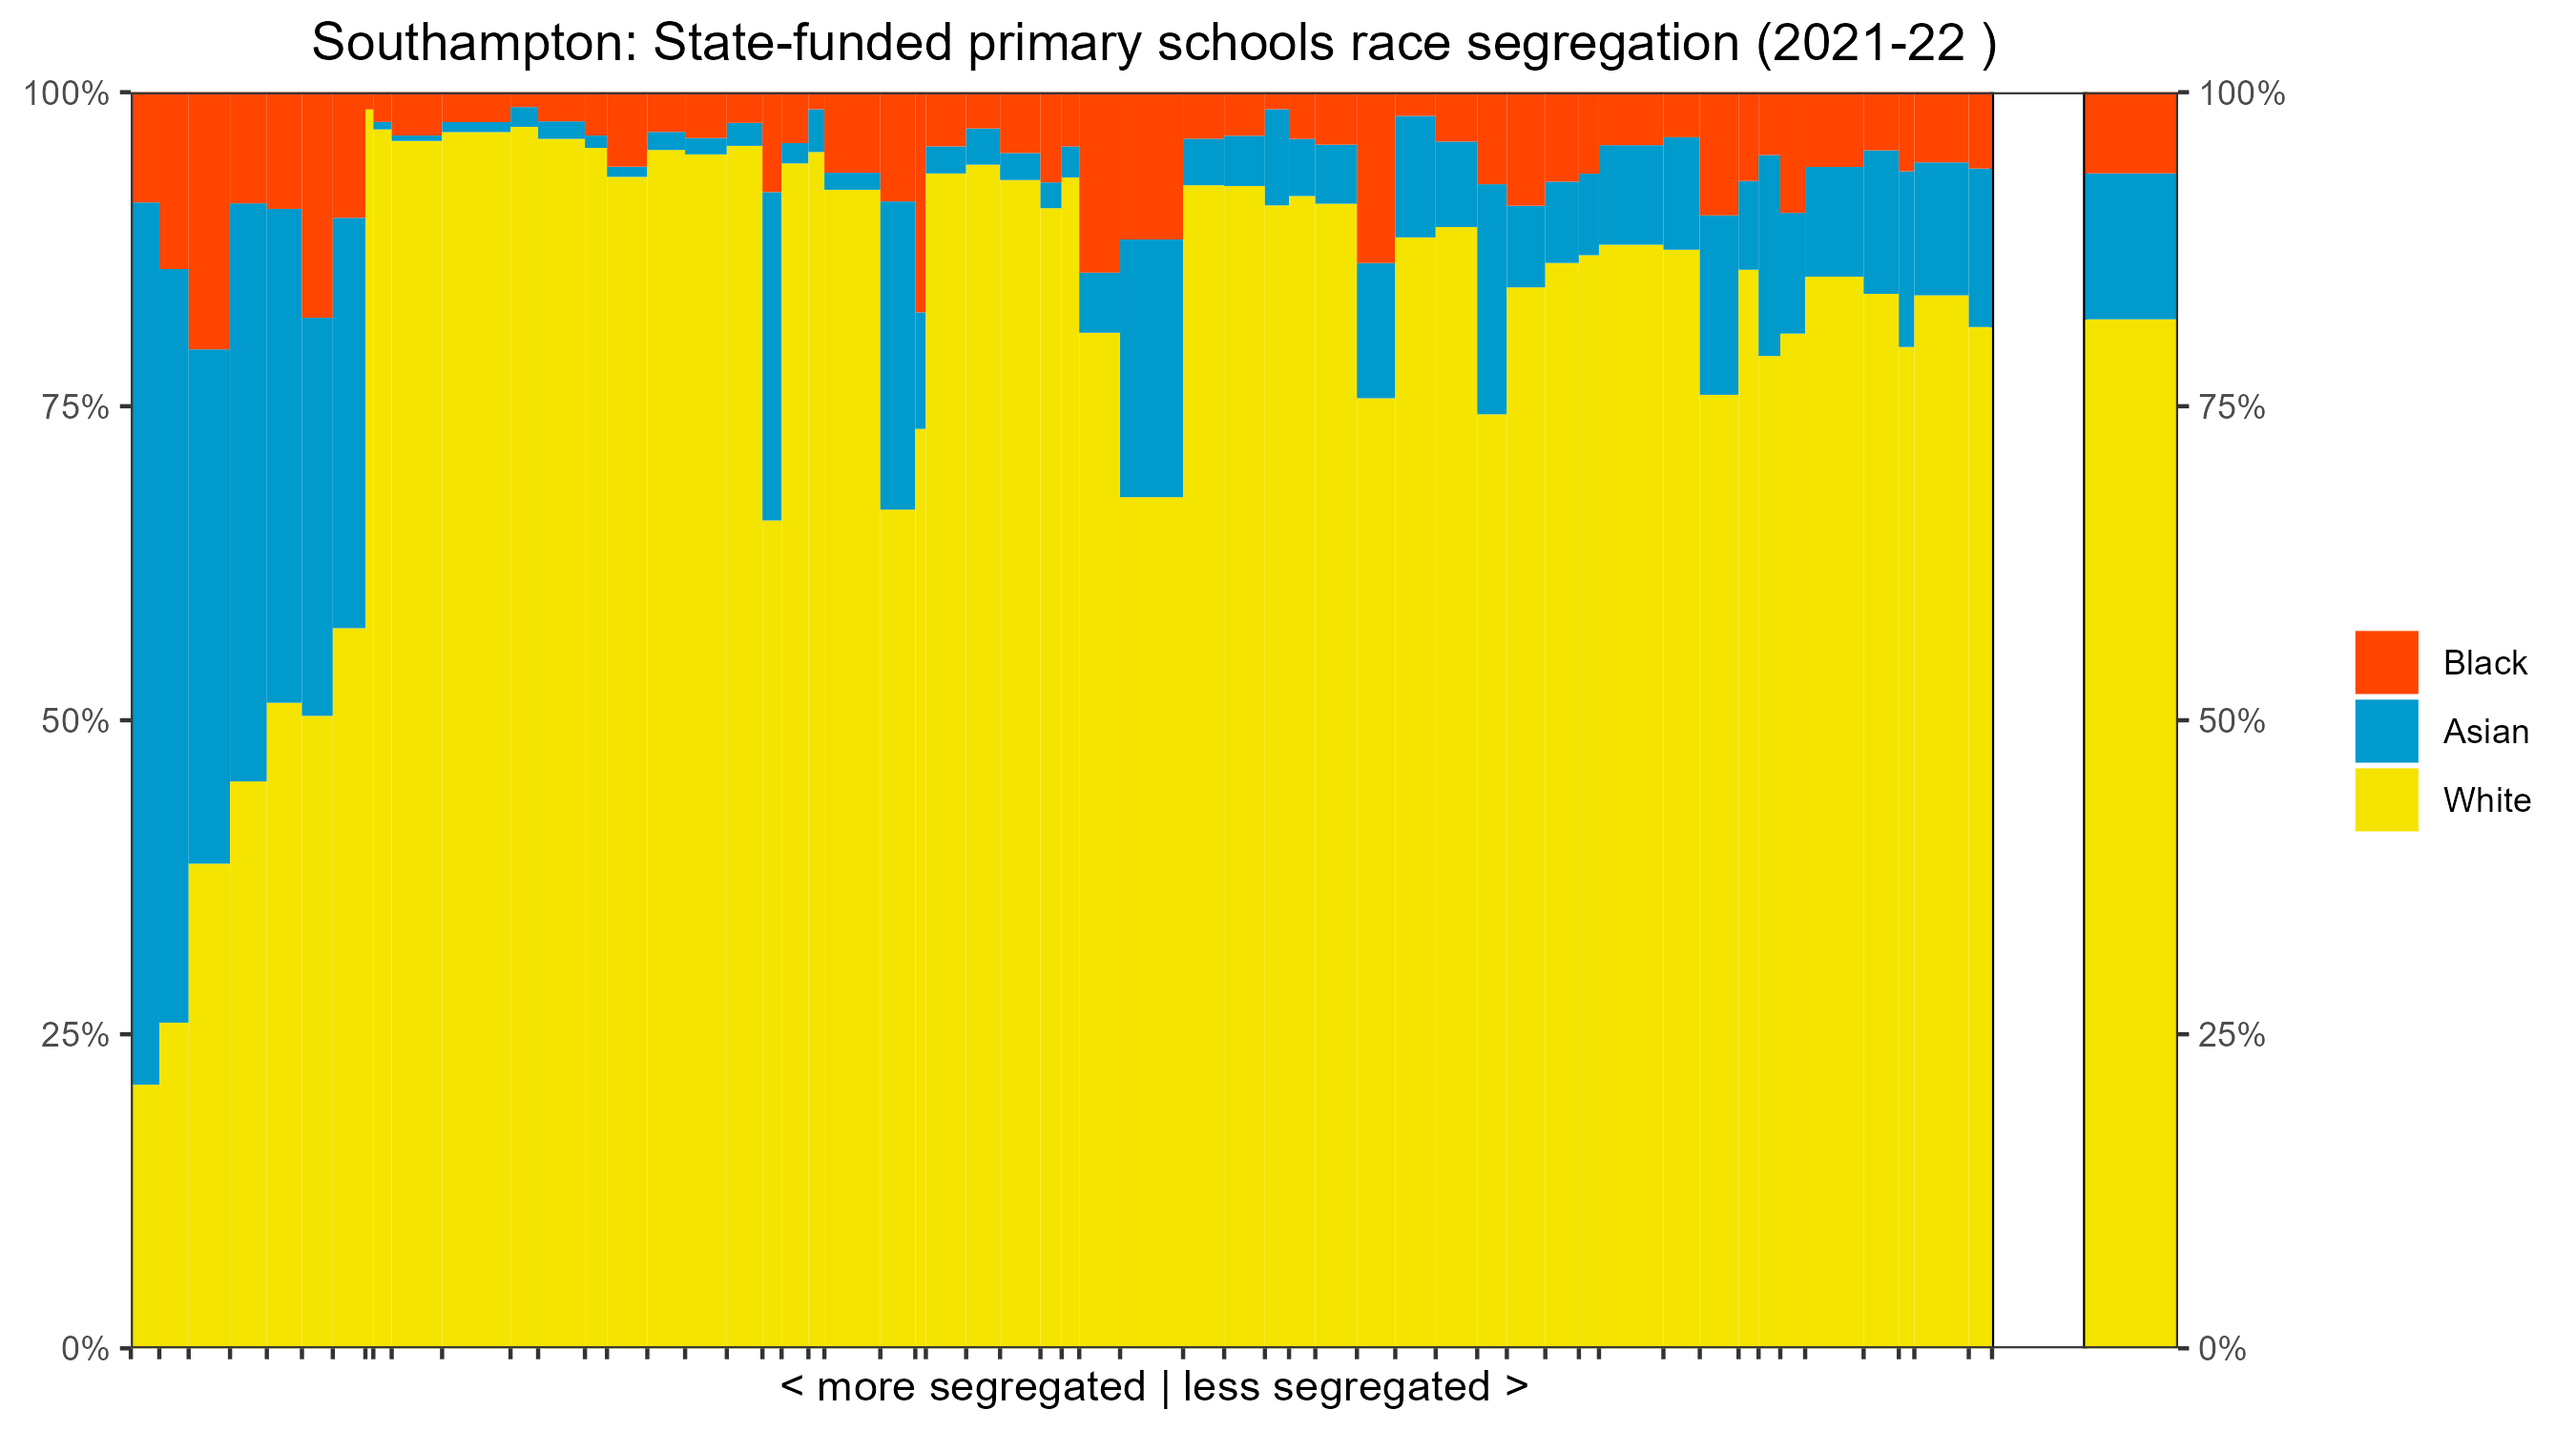 Southampton: State-funded primary schools race segregation (2021-22 )
100%
75%
50%
25%
0%
100%
75%
50%
25%
0%
Black
Asian
White
< more segregated | less segregated >